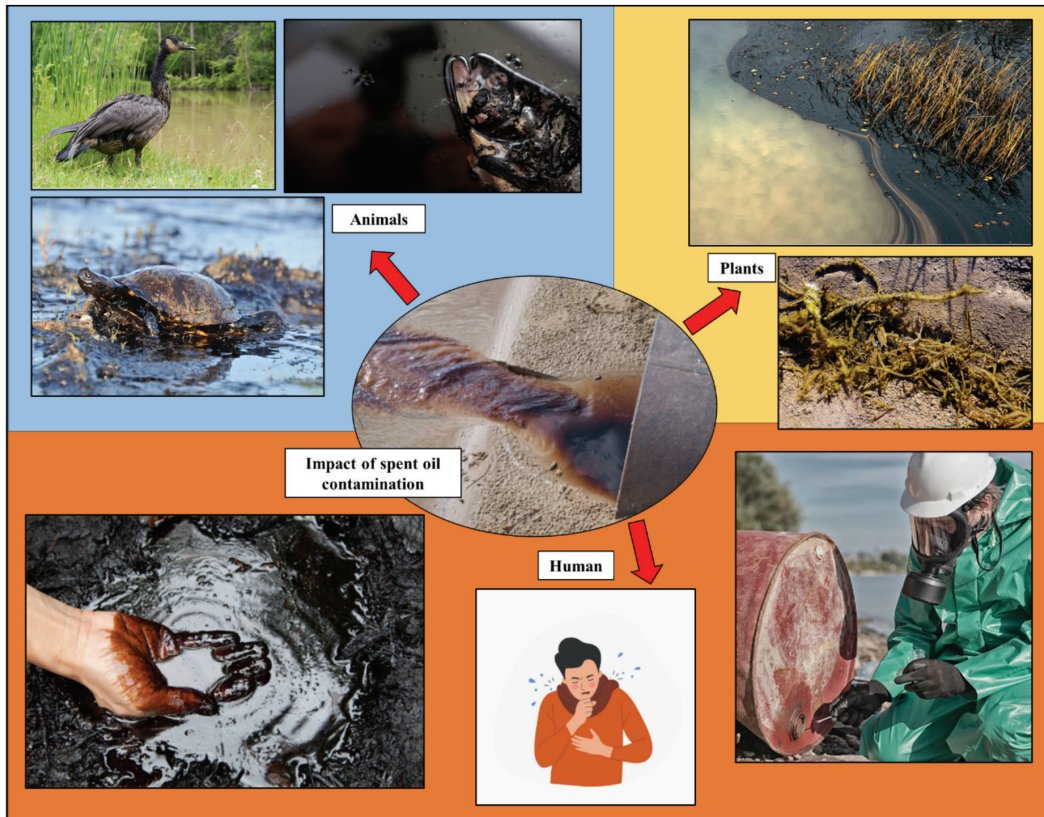 Animals
Plants
Impact of spent oil
contamination
Human